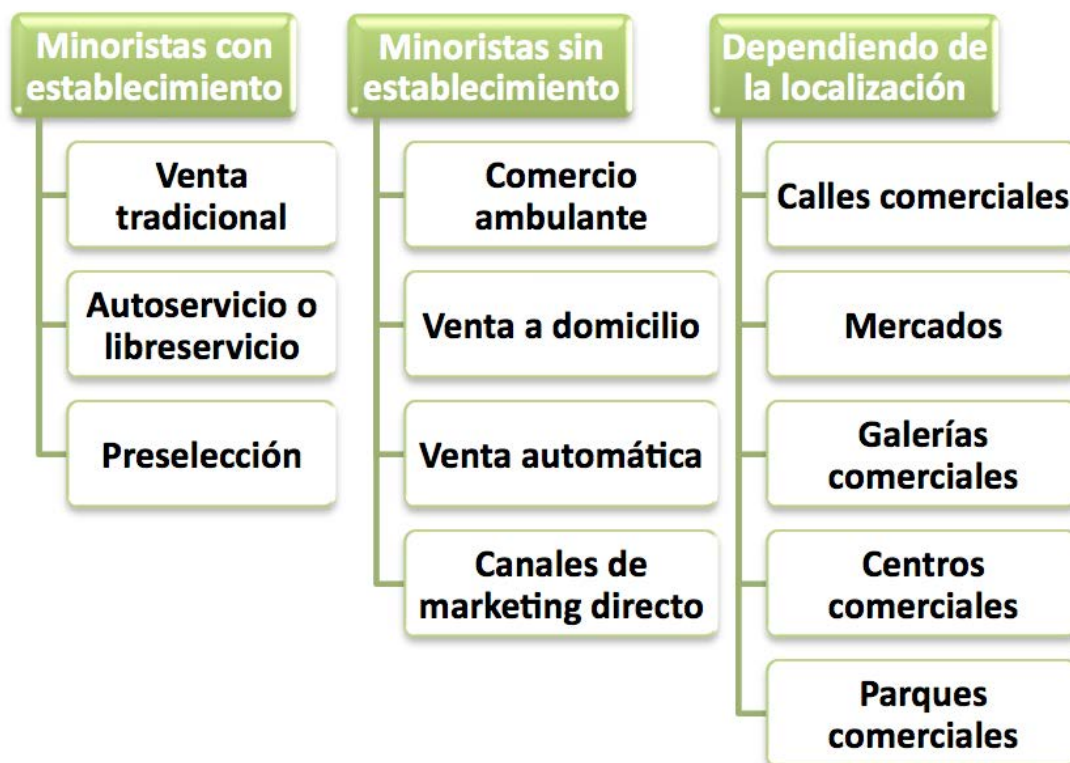 Minoristas con
establecimiento
Venta
tradicional
Autoservicio o
libreservicio
Preselección
Minoristas sin
establecimiento
Comercio
ambulante
Venta a domicilio
Venta automática
Canales de
marketing directo
Dependiendo de
la localización
Calles comerciales
Mercados
Galerías
comerciales
Centros
comerciales
Parques
comerciales